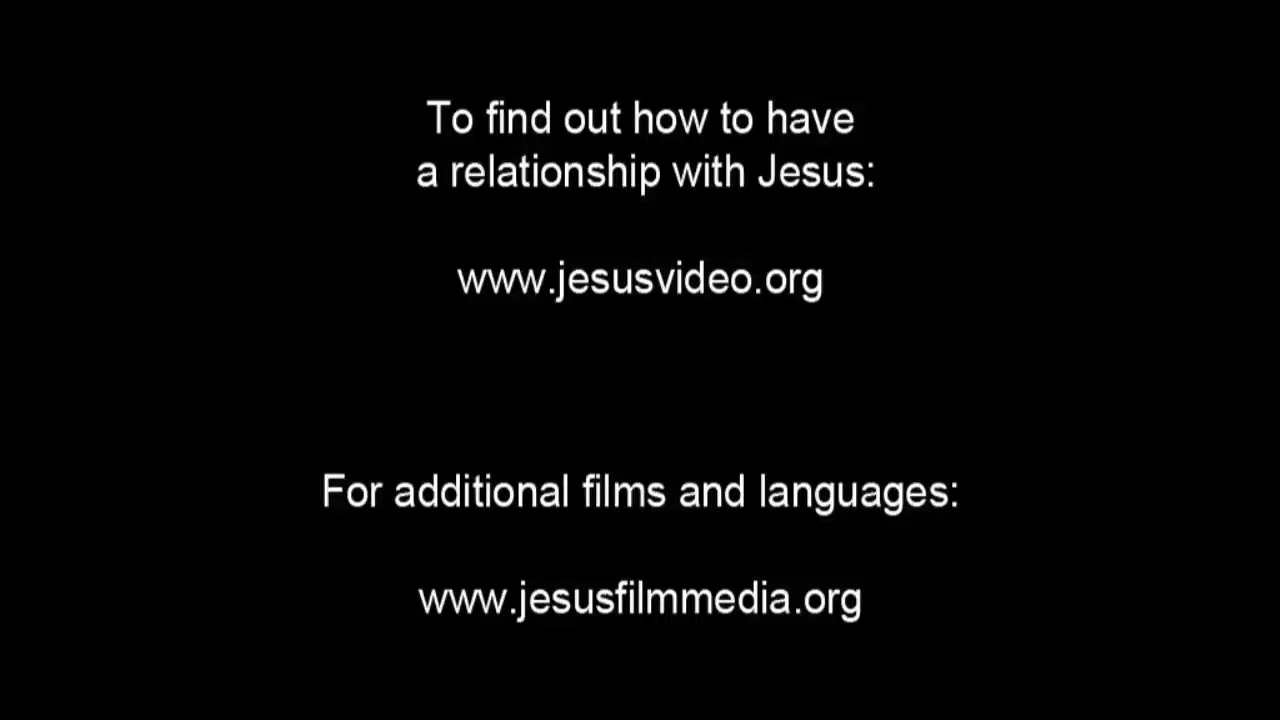 To find out how to have
a relationship with Jesus:
www.jesusvideo.org
For additional films and languages:
www.jesusfilmmedia.org